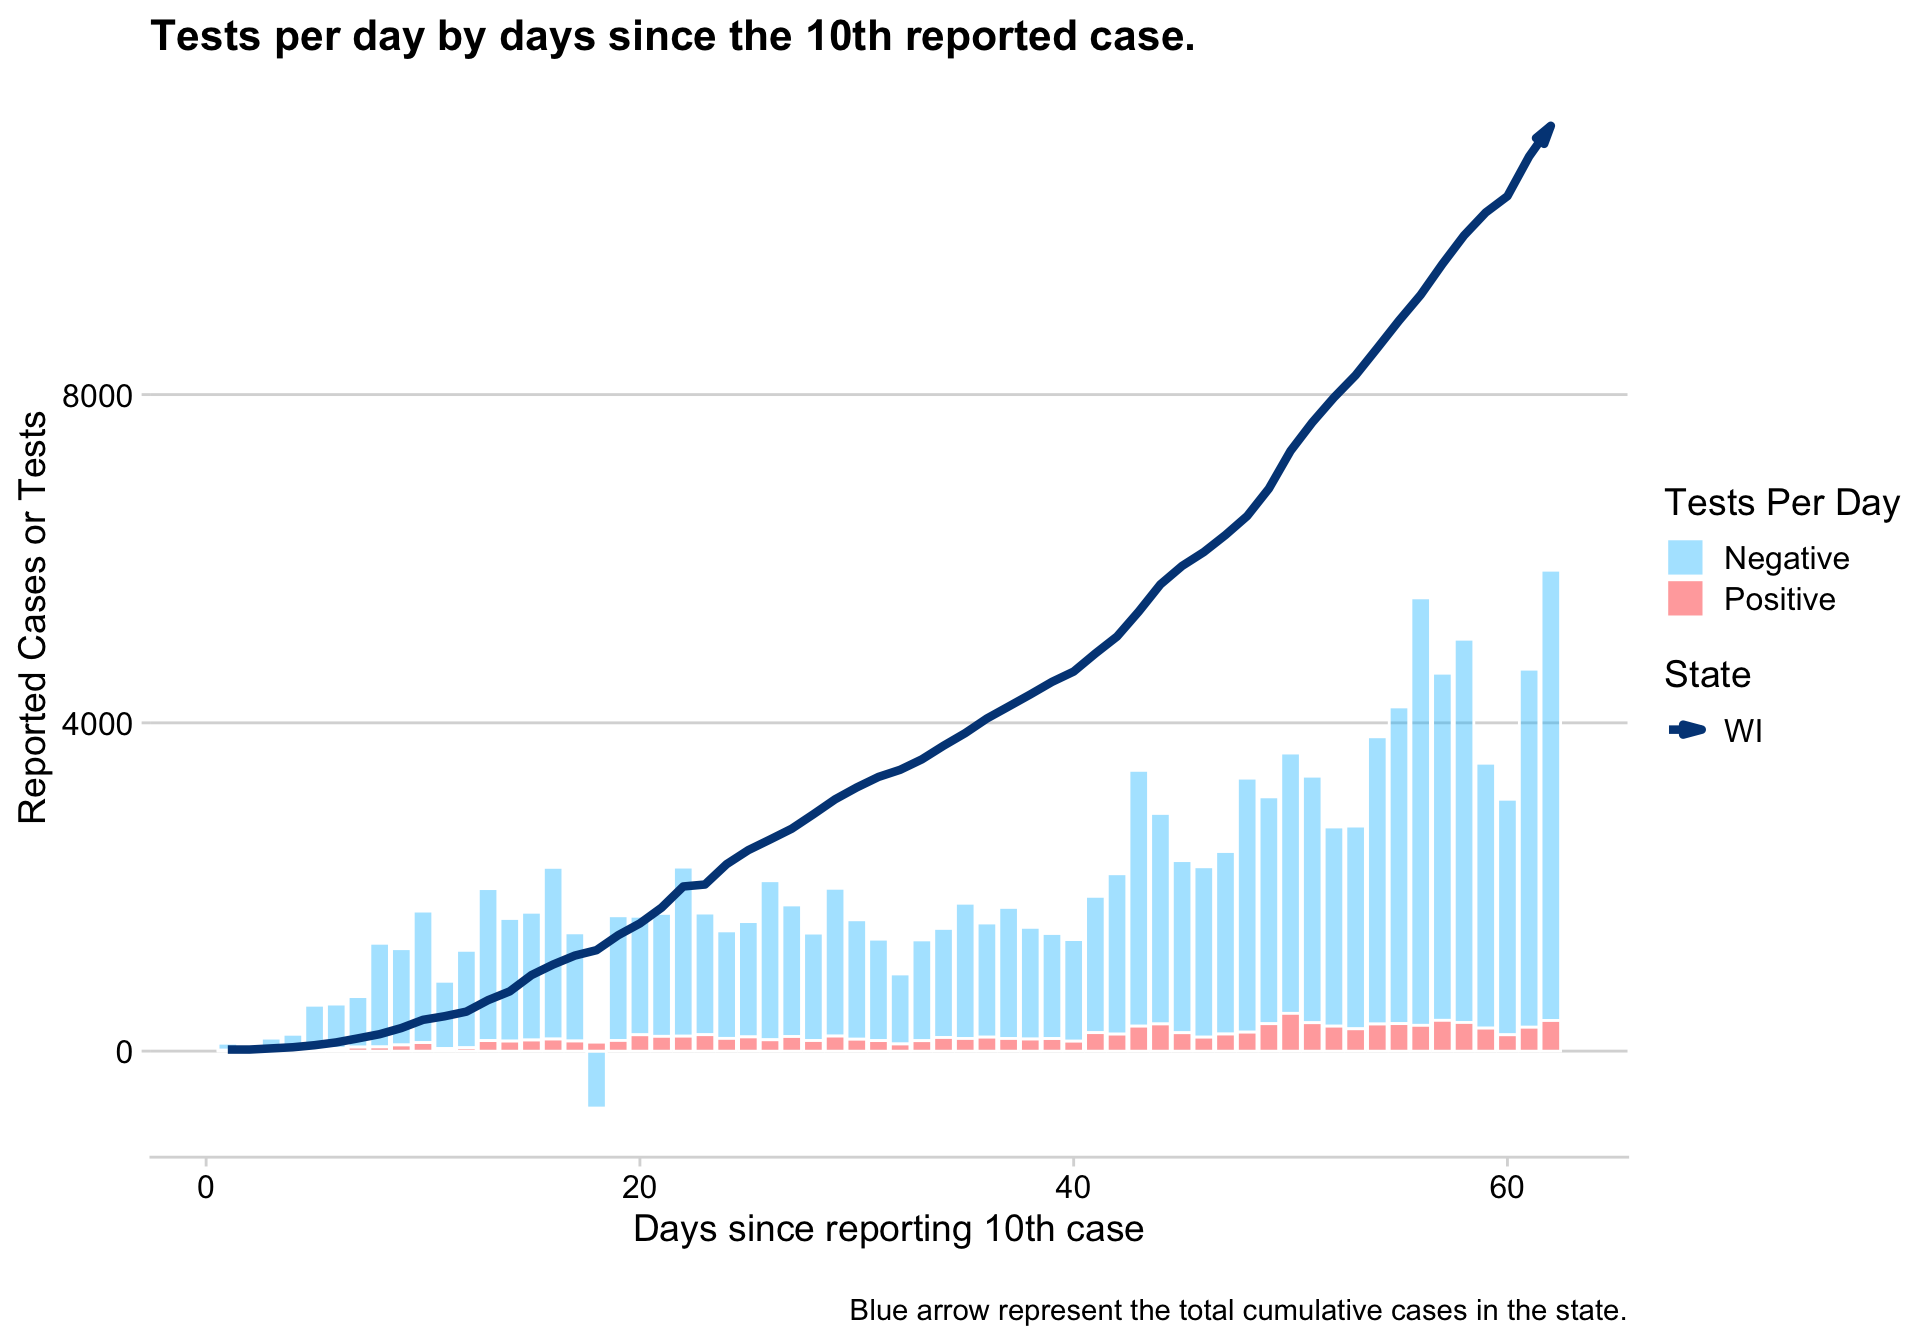 Tests per day by days since the 10th reported case.
Reported Cases or Tests
8000
4000
0
0
20
40
60
Days since reporting 10th case
Tests Per Day
Negative
Positive
State
WI
Blue arrow represent the total cumulative cases in the state.